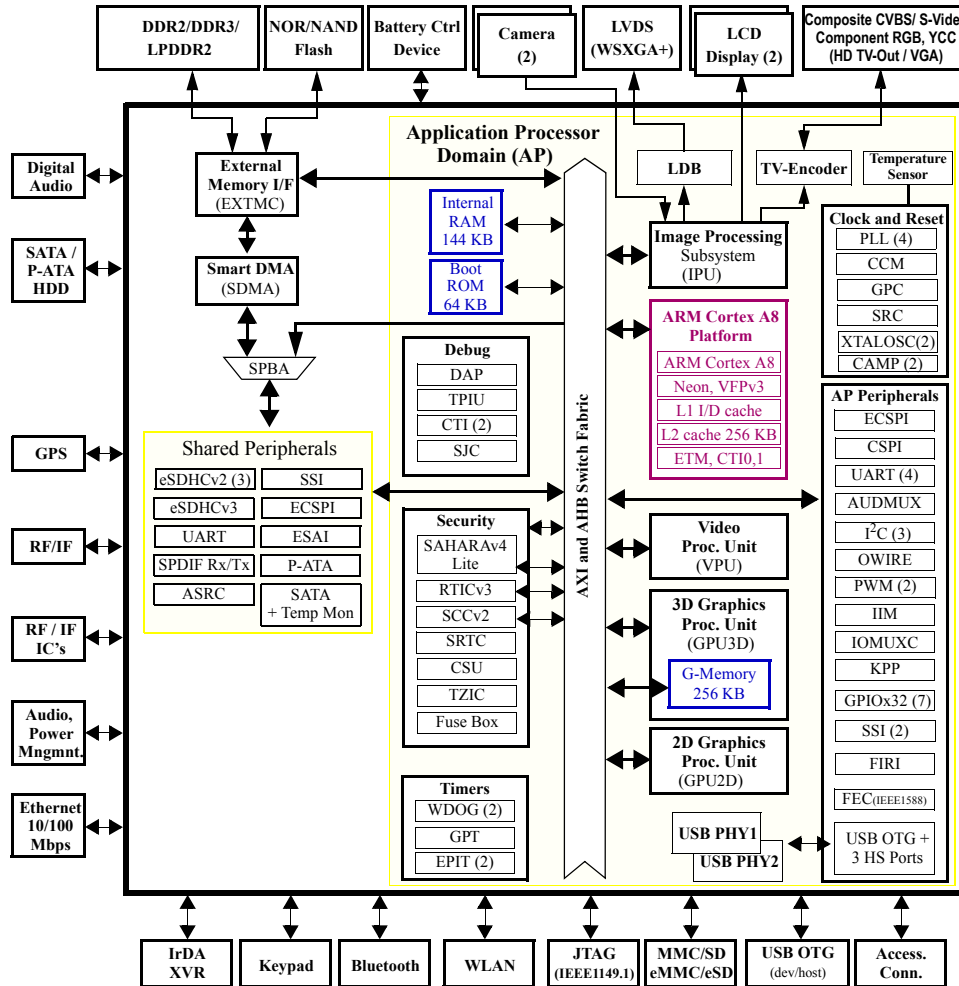 DDR2/DDR3/
LPDDR2
NOR/NAND
Flash
Battery Ctrl
Device
Camera
(2)
LVDS
(WSXGA+)
LCD
Display (2)
Composite CVBS/ S-Vide
Component RGB, YCC
(HD TV-Out / VGA)
Digital
Audio
SATA /
P-ATA
HDD
GPS
RF/IF
RF / IF
IC's
Audio,
Power
Mngmnt.
Ethernet
10/100
Mbps
Application Processor
Domain (AP)
External
Memory I/F
(EXTMC)
Smart DMA
(SDMA)
SPBA
Shared Peripherals
eSDHCv2 (3)
SSI
eSDHCv3
ECSPI
UART
ESAI
SPDIF Rx/Tx
P-ATA
ASRC
SATA
+ Temp Mon
Internal
RAM
144 KB
Boot
ROM
64 KB
Debug
DAP
TPIU
CTI (2)
SJC
Security
SAHARAv4
Lite
RTICv3
SCCv2
SRTC
CSU
TZIC
Fuse Box
Timers
WDOG (2)
GPT
EPIT (2)
AXI and AHB Switch Fabric
LDB
TV-Encoder
Image Processing
Subsystem
(IPU)
ARM Cortex A8
Platform
ARM Cortex A8
Neon, VFPv3
L1 I/D cache
L2 cache 256 KB
ETM, CTI0,1
Video
Proc. Unit
(VPU)
3D Graphics
Proc. Unit
(GPU3D)
G-Memory
256 KB
2D Graphics
Proc. Unit
(GPU2D)
USB PHY1
USB PHY2
Temperature
Sensor
Clock and Reset
PLL (4)
CCM
GPC
SRC
XTALOSC(2)
CAMP (2)
AP Peripherals
ECSPI
CSPI
UART (4)
AUDMUX
I²C (3)
OWIRE
PWM (2)
IIM
IOMUXC
KPP
GPIOx32 (7)
SSI (2)
FIRI
FEC(IEEE1588)
USB OTG +
3 HS Ports
IrDA
XVR
Keypad
Bluetooth
WLAN
JTAG
(IEEE1149.1)
MMC/SD
eMMC/eSD
USB OTG
(dev/host)
Access.
Conn.